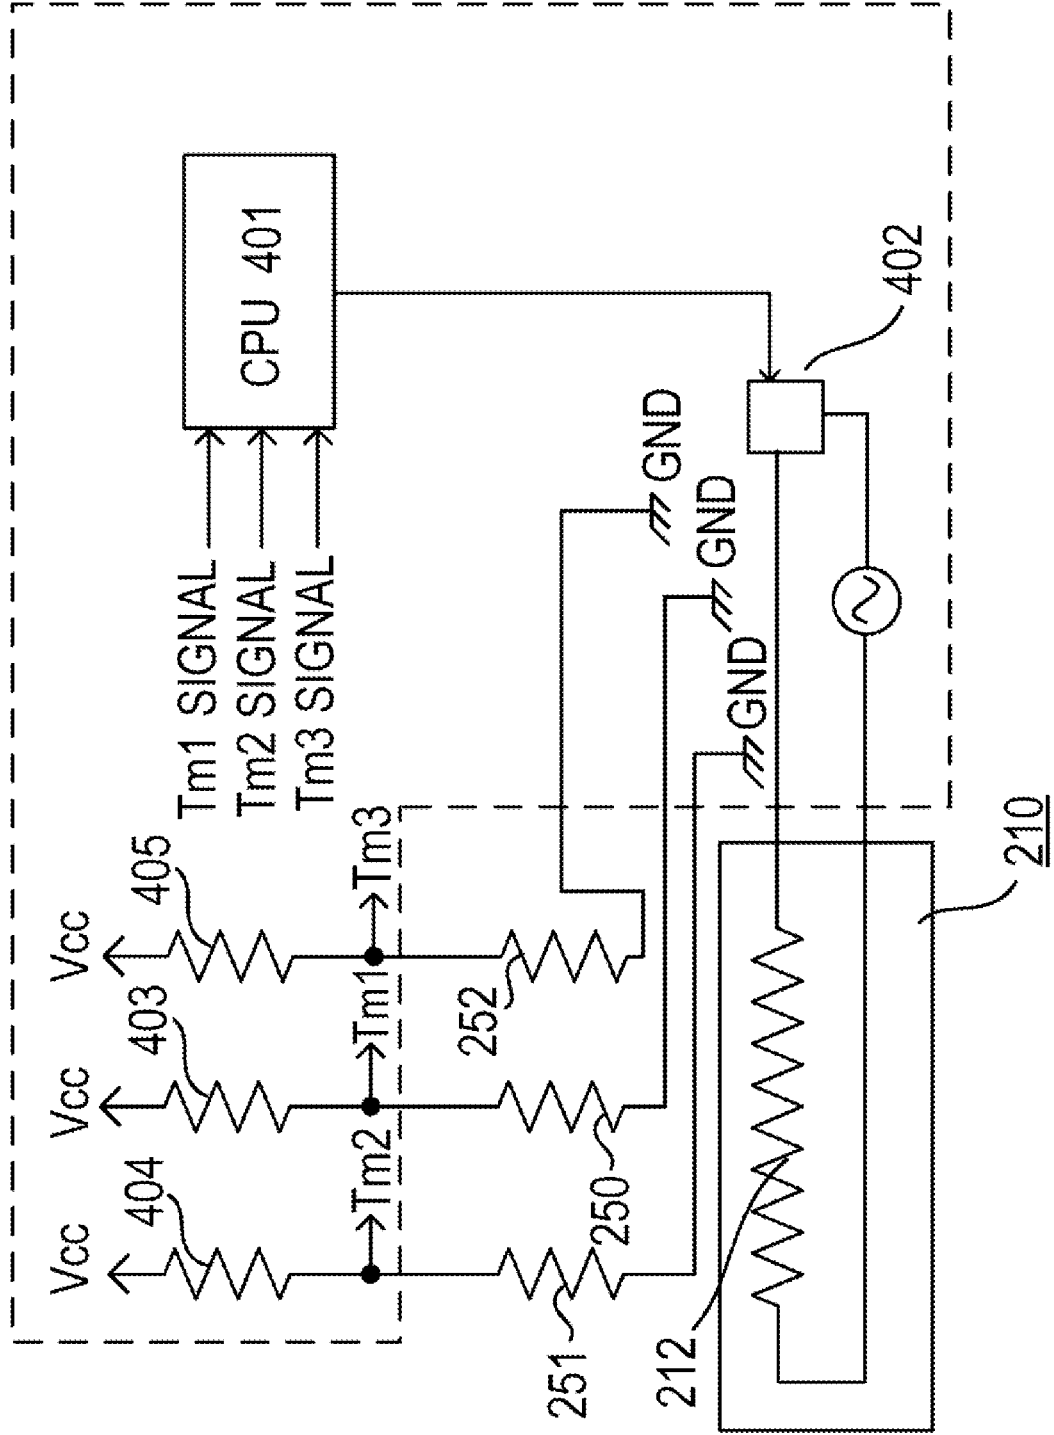 Vcc
Vcc
Vcc
404
403
405
Tm2
Tm1
Tm3
Tm1 SIGNAL
Tm2 SIGNAL
Tm3 SIGNAL
CPU 401
251
250
252
GND
GND
GND
402
212
210